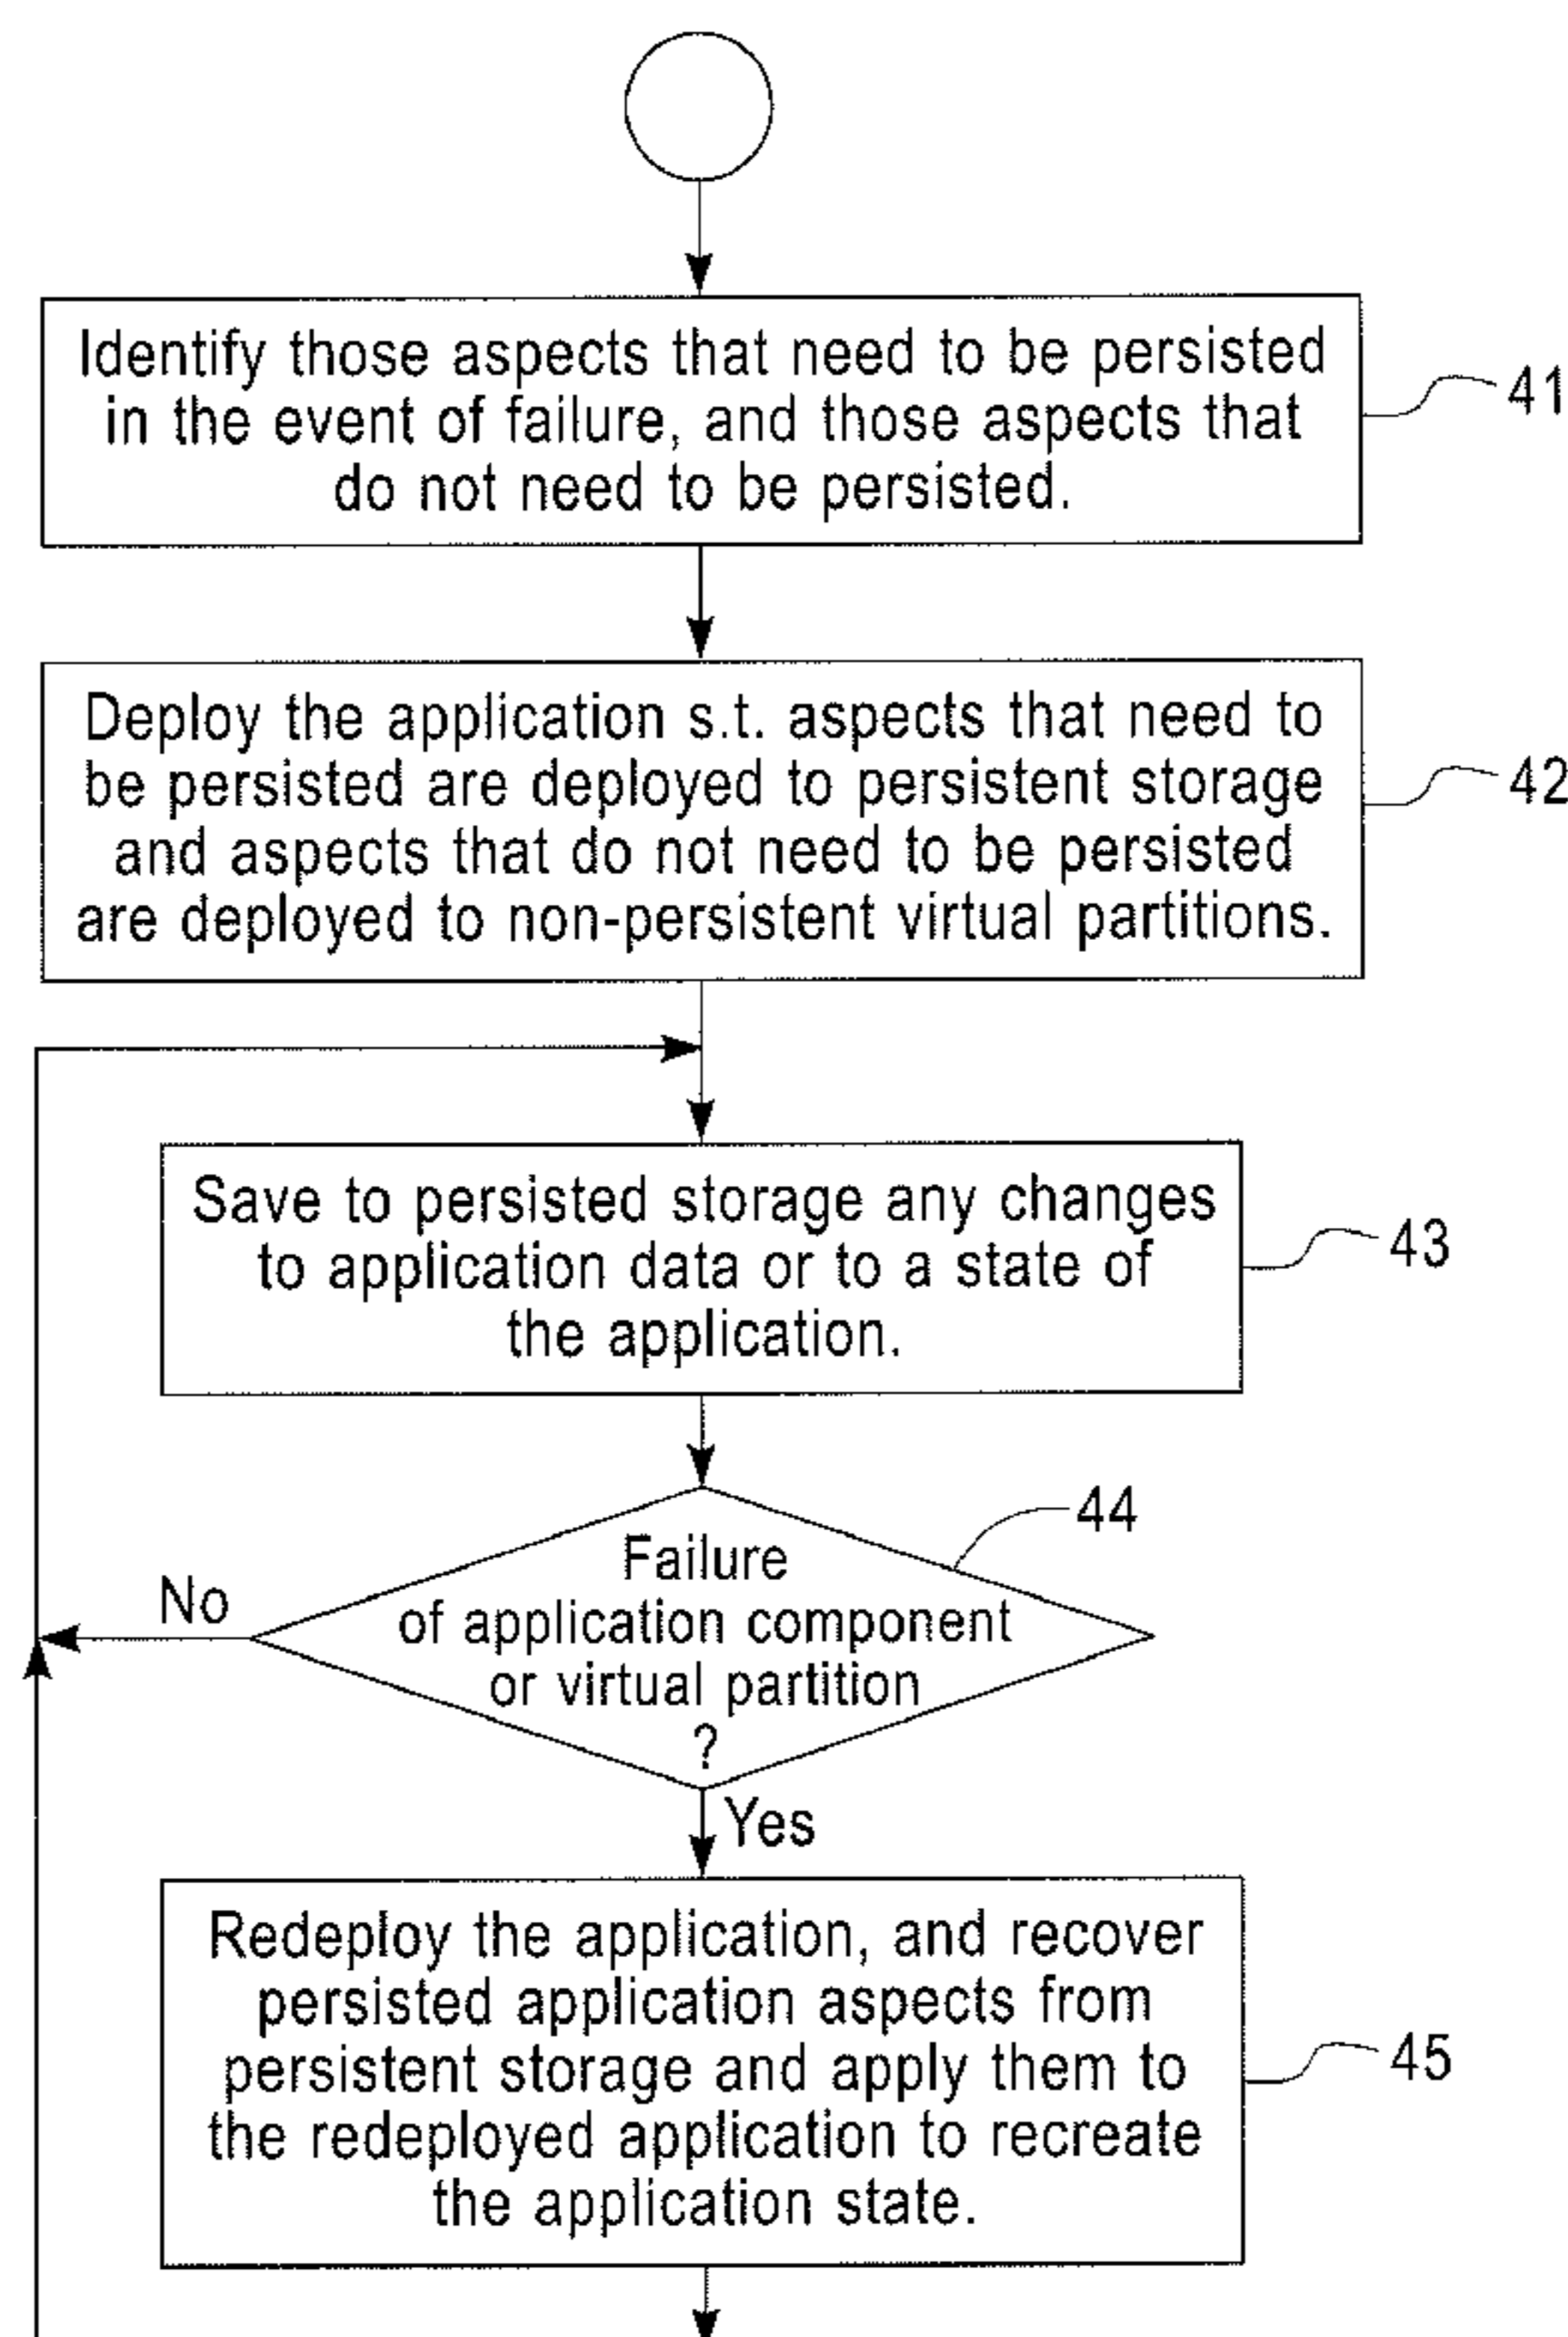 Identify those aspects that need to be persisted
in the event of failure, and those aspects that
do not need to be persisted.
41
Deploy the application s.t. aspects that need to
be persisted are deployed to persistent storage
and aspects that do not need to be persisted
are deployed to non-persistent virtual partitions.
42
Save to persisted storage any changes
to application data or to a state of
the application.
43
44
Failure
of application component
or virtual partition
?
No
Yes
Redeploy the application, and recover
persisted application aspects from
persistent storage and apply them to
the redeployed application to recreate
the application state.
45